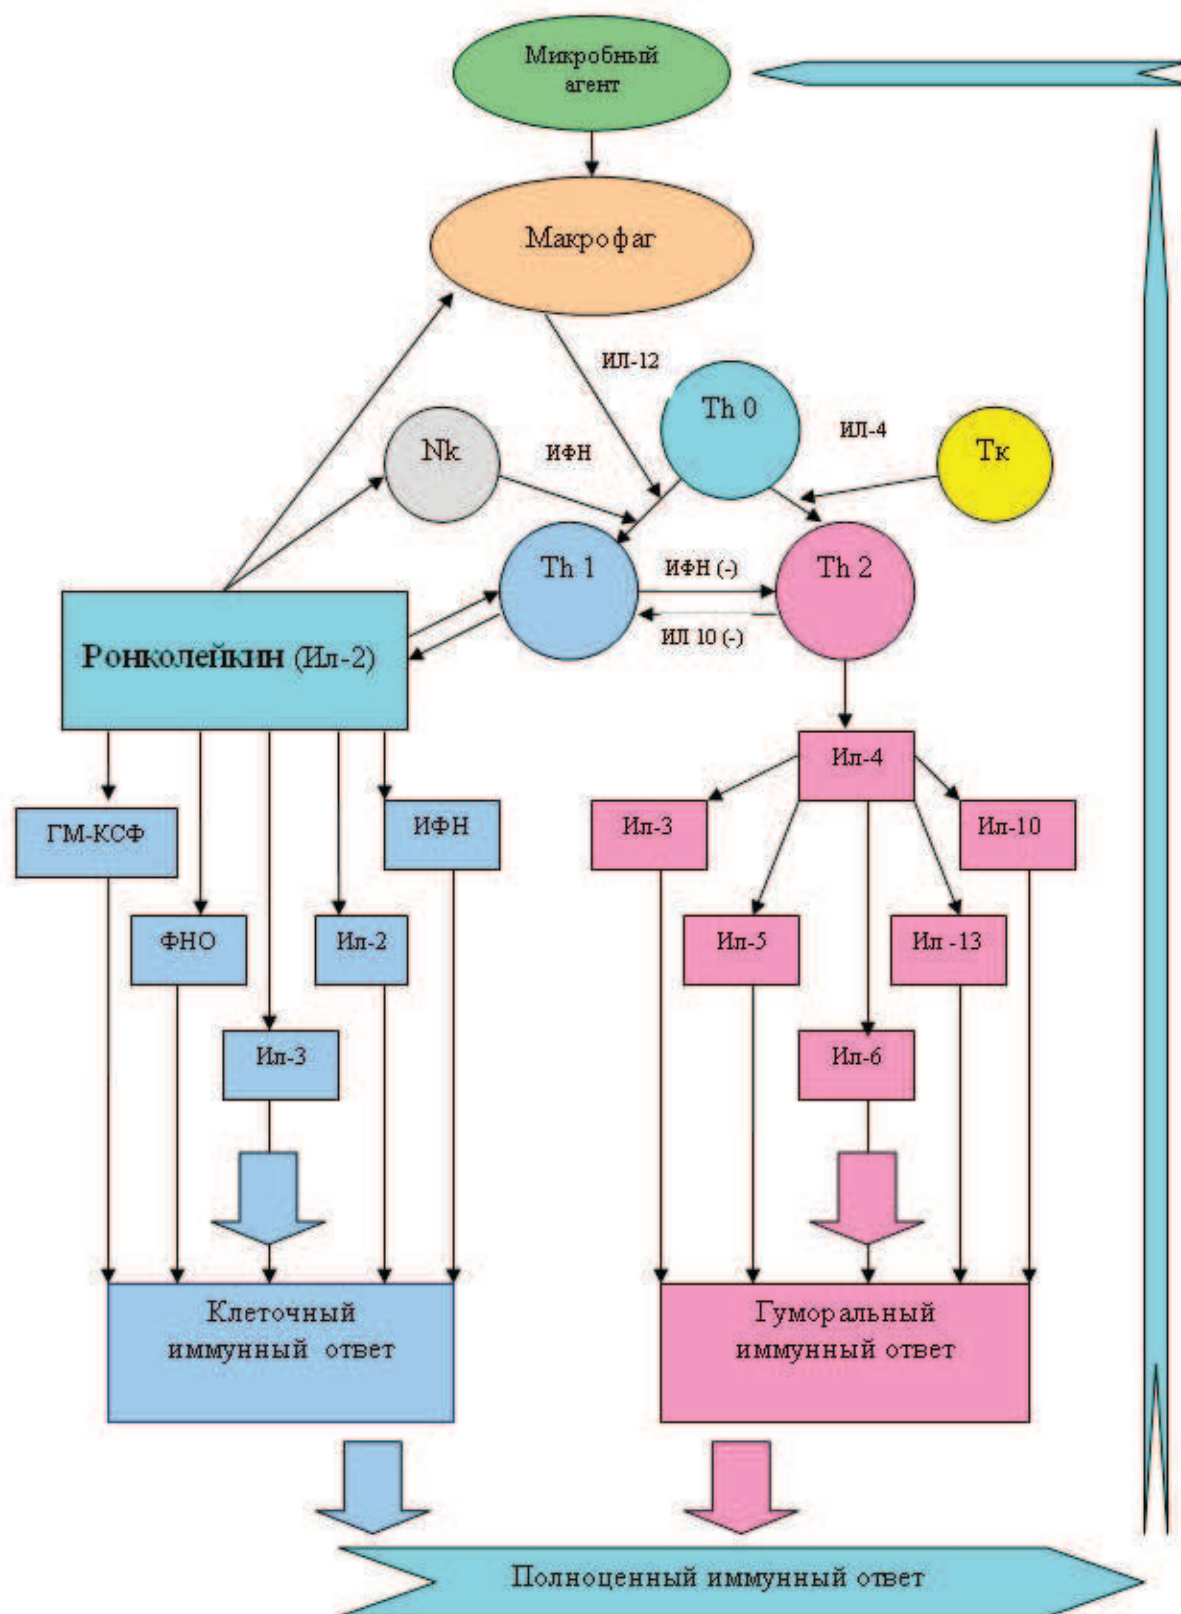 Микробный
агент
Макрофаг
ИЛ-12
Th 0
ИЛ-4
Тк
Nk
ИФН
Th 1
ИФН (-)
Th 2
ИЛ 10 (-)
Ронколейкин (Ил-2)
Ил-4
ГМ-КСФ
ИФН
Ил-3
Ил-10
ФНО
Ил-2
Ил-5
Ил -13
Ил-3
Ил-6
Клеточный
иммунный ответ
Гуморальный
иммунный ответ
Полноценный иммунный ответ